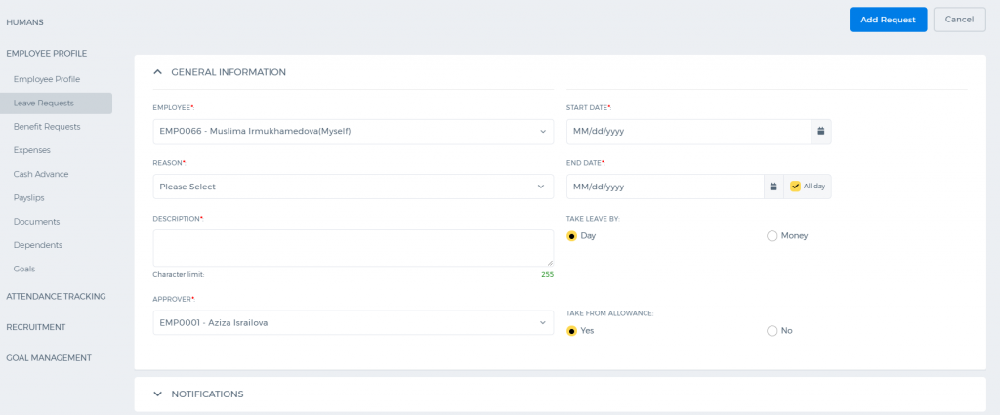 Add Request
Cancel
HUMANS
EMPLOYEE PROFILE
Employee Profile
Leave Requests
Benefit Requests
Expenses
Cash Advance
Payslips
Documents
Dependents
Goals
ATTENDANCE TRACKING
RECRUITMENT
GOAL MANAGEMENT
GENERAL INFORMATION
EMPLOYEE*:
EMP0066 - Muslima Irmukhamedova(Myself)
REASON*:
Please Select
DESCRIPTION*:
Character limit: 255
APPROVER*:
EMP0001 - Aziza Israilova
START DATE*:
MM/dd/yyyy
END DATE*:
MM/dd/yyyy All day
TAKE LEAVE BY:
Day Money
TAKE FROM ALLOWANCE:
Yes No
NOTIFICATIONS